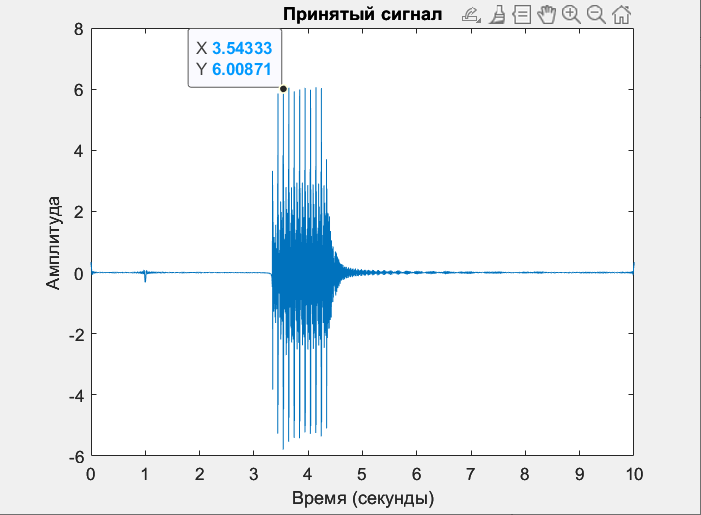 Принятый сигнал
X 3.54333
Y 6.00871
8
6
4
2
0
-2
-4
-6
Амплитуда
0 1 2 3 4 5 6 7 8 9 10
Время (секунды)